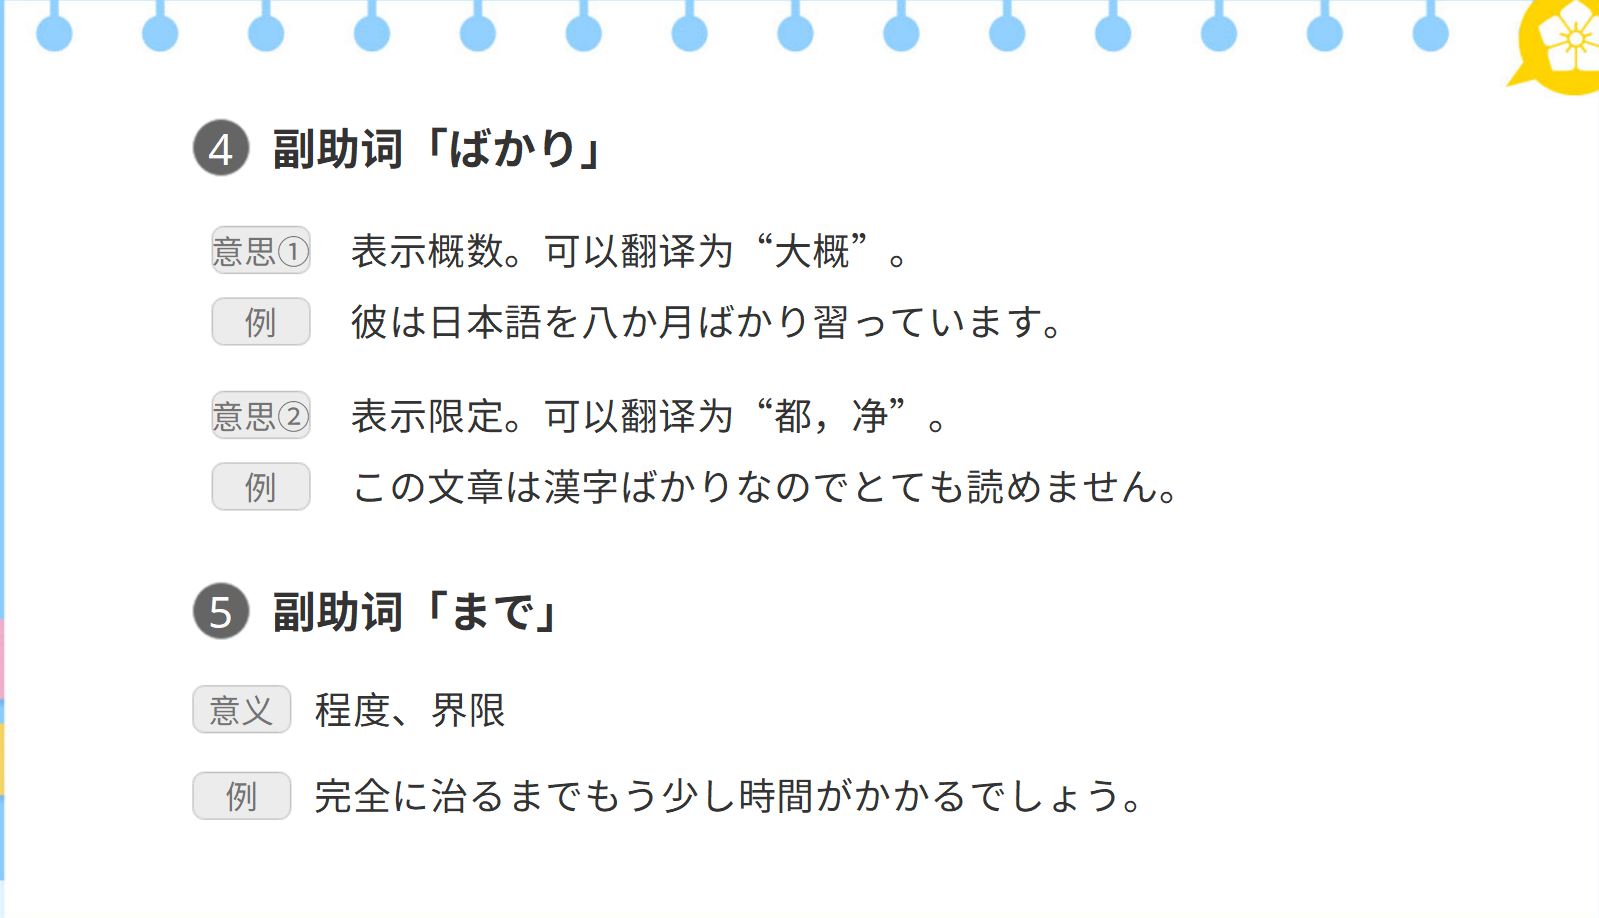 4 副助词「ばかり」
意思① 表示概数。可以翻译为“大概”。
例 彼は日本語を八か月ばかり習っています。
意思② 表示限定。可以翻译为“都，净”。
例 この文章は漢字ばかりなのでとても読めません。
5 副助词「まで」
意义 程度、界限
例 完全に治るまでもう少し時間がかかるでしょう。